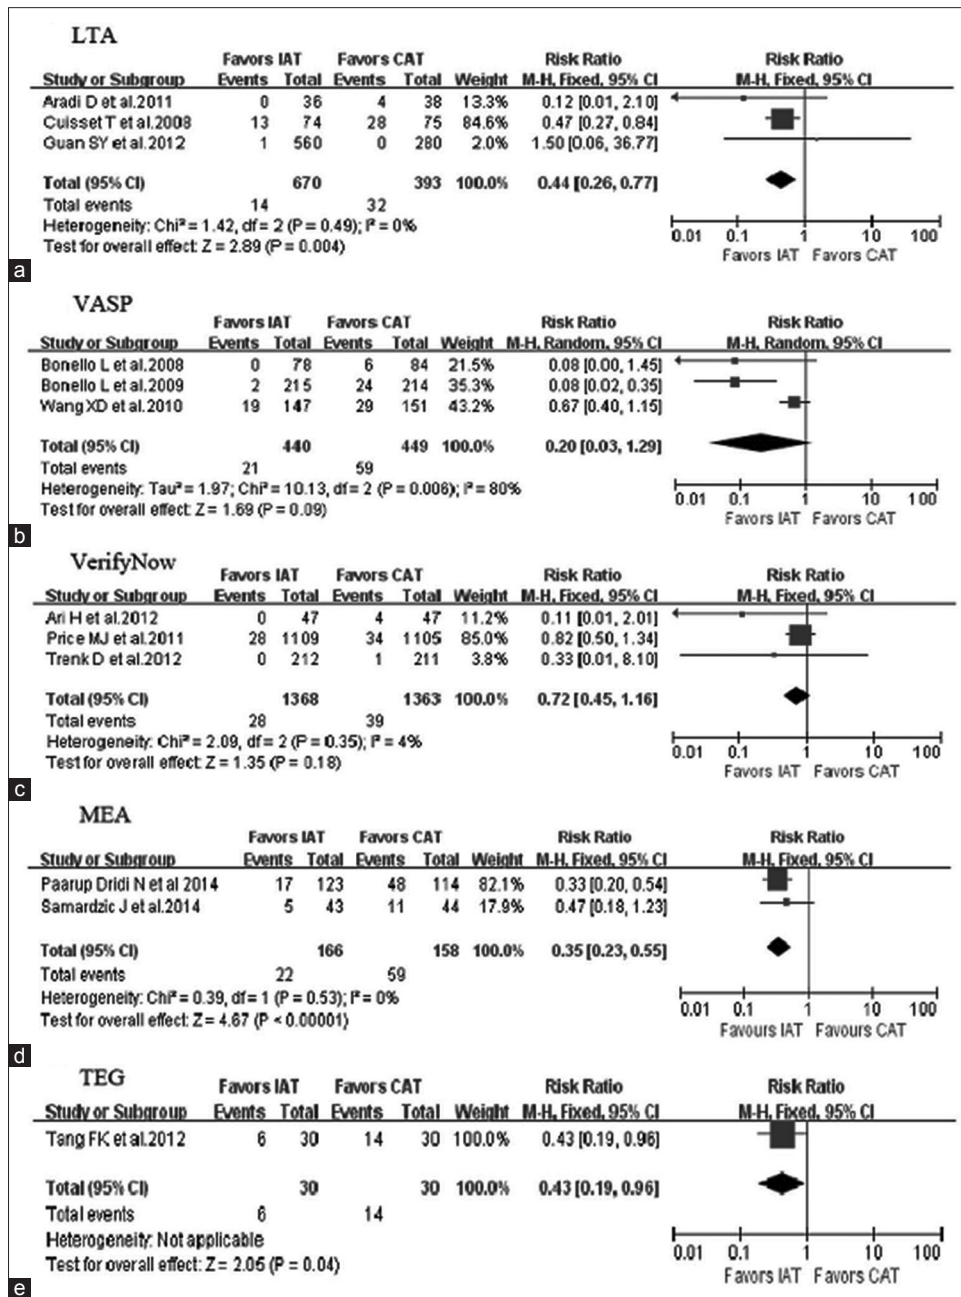 LTA
Favors IAT Favors CAT Risk Ratio Risk Ratio
Study or Subgroup Events Total Events Total Weight M-H, Fixed, 95% CI M-H, Fixed, 95% CI
Aradi D et al.2011 0 36 4 38 13.3% 0.12 [0.01, 2.10]
Cuisset T et al.2008 13 74 28 75 84.6% 0.47 [0.27, 0.84]
Guan SY et al.2012 1 560 0 280 2.0% 1.50 [0.06, 36.77]
Total (95% CI) 670 393 100.0% 0.44 [0.26, 0.77]
Total events 14 32
Heterogeneity: Chi² = 1.42, df = 2 (P = 0.49); I² = 0%
Test for overall effect: Z = 2.89 (P = 0.004)
0.01 0.1 1 10 100
Favors IAT Favors CAT
a
VASP
Favors IAT Favors CAT Risk Ratio Risk Ratio
Study or Subgroup Events Total Events Total Weight M-H, Random, 95% CI M-H, Random, 95% CI
Bonello L et al.2008 0 78 6 84 21.5% 0.08 [0.00, 1.45]
Bonello L et al.2009 2 215 24 214 35.3% 0.08 [0.02, 0.35]
Wang XD et al.2010 19 147 29 151 43.2% 0.67 [0.40, 1.15]
Total (95% CI) 440 449 100.0% 0.20 [0.03, 1.29]
Total events 21 59
Heterogeneity: Tau² = 1.97; Chi² = 10.13, df = 2 (P = 0.006); I² = 80%
Test for overall effect: Z = 1.69 (P = 0.09)
0.01 0.1 1 10 100
Favors IAT Favors CAT
b
VerifyNow
Favors IAT Favors CAT Risk Ratio Risk Ratio
Study or Subgroup Events Total Events Total Weight M-H, Fixed, 95% CI M-H, Fixed, 95% CI
Ari H et al.2012 0 47 4 47 11.2% 0.11 [0.01, 2.01]
Price MJ et al.2011 28 1109 34 1105 85.0% 0.82 [0.50, 1.34]
Trenk D et al.2012 0 212 1 211 3.8% 0.33 [0.01, 8.10]
Total (95% CI) 1368 1363 100.0% 0.72 [0.45, 1.16]
Total events 28 39
Heterogeneity: Chi² = 2.09, df = 2 (P = 0.35); I² = 4%
Test for overall effect: Z = 1.35 (P = 0.18)
0.01 0.1 1 10 100
Favors IAT Favors CAT
c
MEA
Favors IAT Favors CAT Risk Ratio Risk Ratio
Study or Subgroup Events Total Events Total Weight M-H, Fixed, 95% CI M-H, Fixed, 95% CI
Paarup Dridi N et al 2014 17 123 48 114 82.1% 0.33 [0.20, 0.54]
Samardzic J et al.2014 5 43 11 44 17.9% 0.47 [0.18, 1.23]
Total (95% CI) 166 158 100.0% 0.35 [0.23, 0.55]
Total events 22 59
Heterogeneity: Chi² = 0.39, df = 1 (P = 0.53); I² = 0%
Test for overall effect: Z = 4.67 (P < 0.00001)
0.01 0.1 1 10 100
Favours IAT Favours CAT
d
TEG
Favors IAT Favors CAT Risk Ratio Risk Ratio
Study or Subgroup Events Total Events Total Weight M-H, Fixed, 95% CI M-H, Fixed, 95% CI
Tang FK et al.2012 6 30 14 30 100.0% 0.43 [0.19, 0.96]
Total (95% CI) 30 30 100.0% 0.43 [0.19, 0.96]
Total events 6 14
Heterogeneity: Not applicable
Test for overall effect: Z = 2.05 (P = 0.04)
0.01 0.1 1 10 100
Favors IAT Favors CAT
e